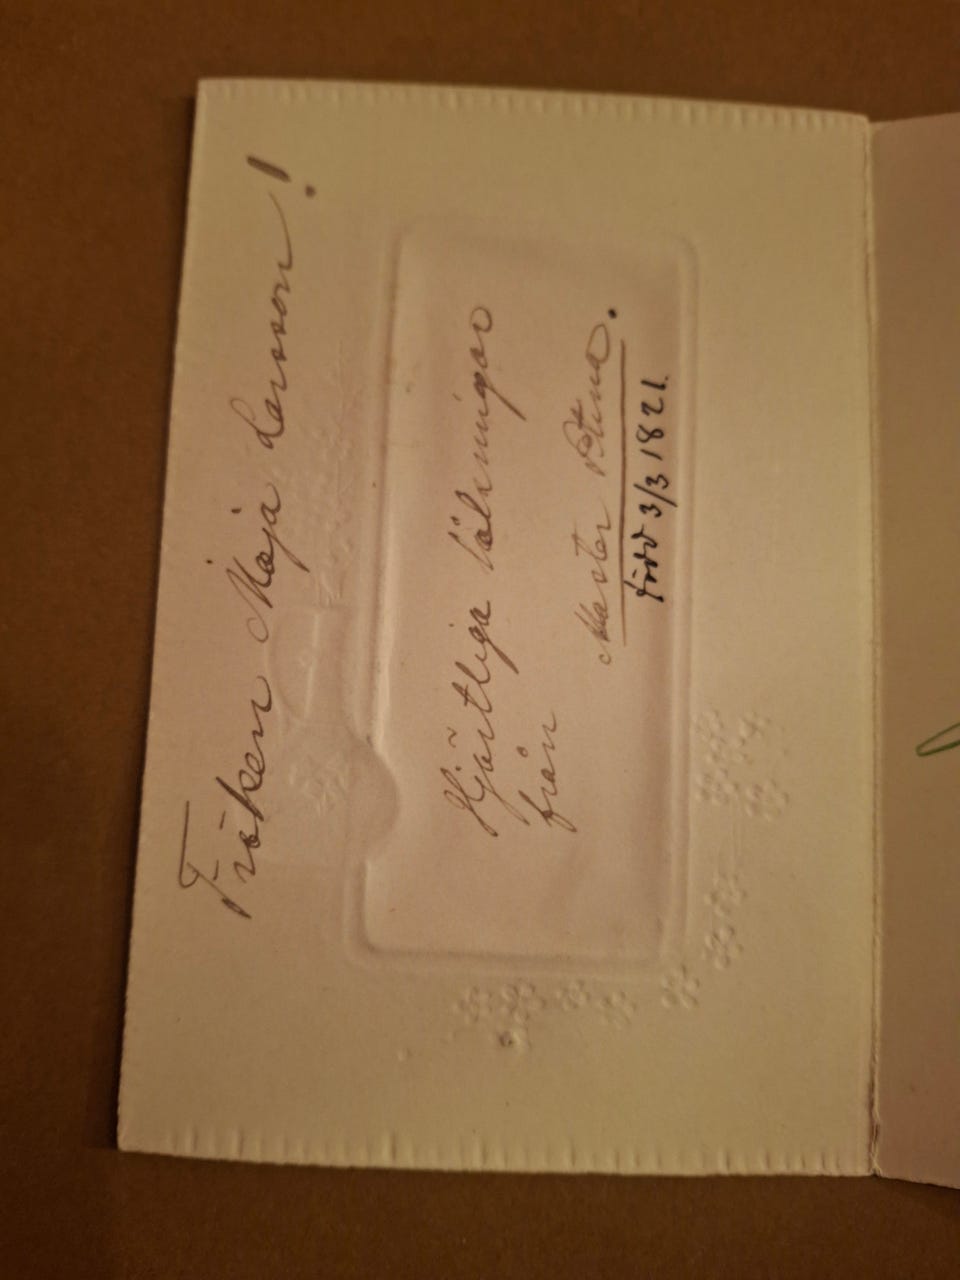 Fröken Maja Larsson!
Hjärtliga hälsningar
från
Moster Stina.
född 3/3 1821.